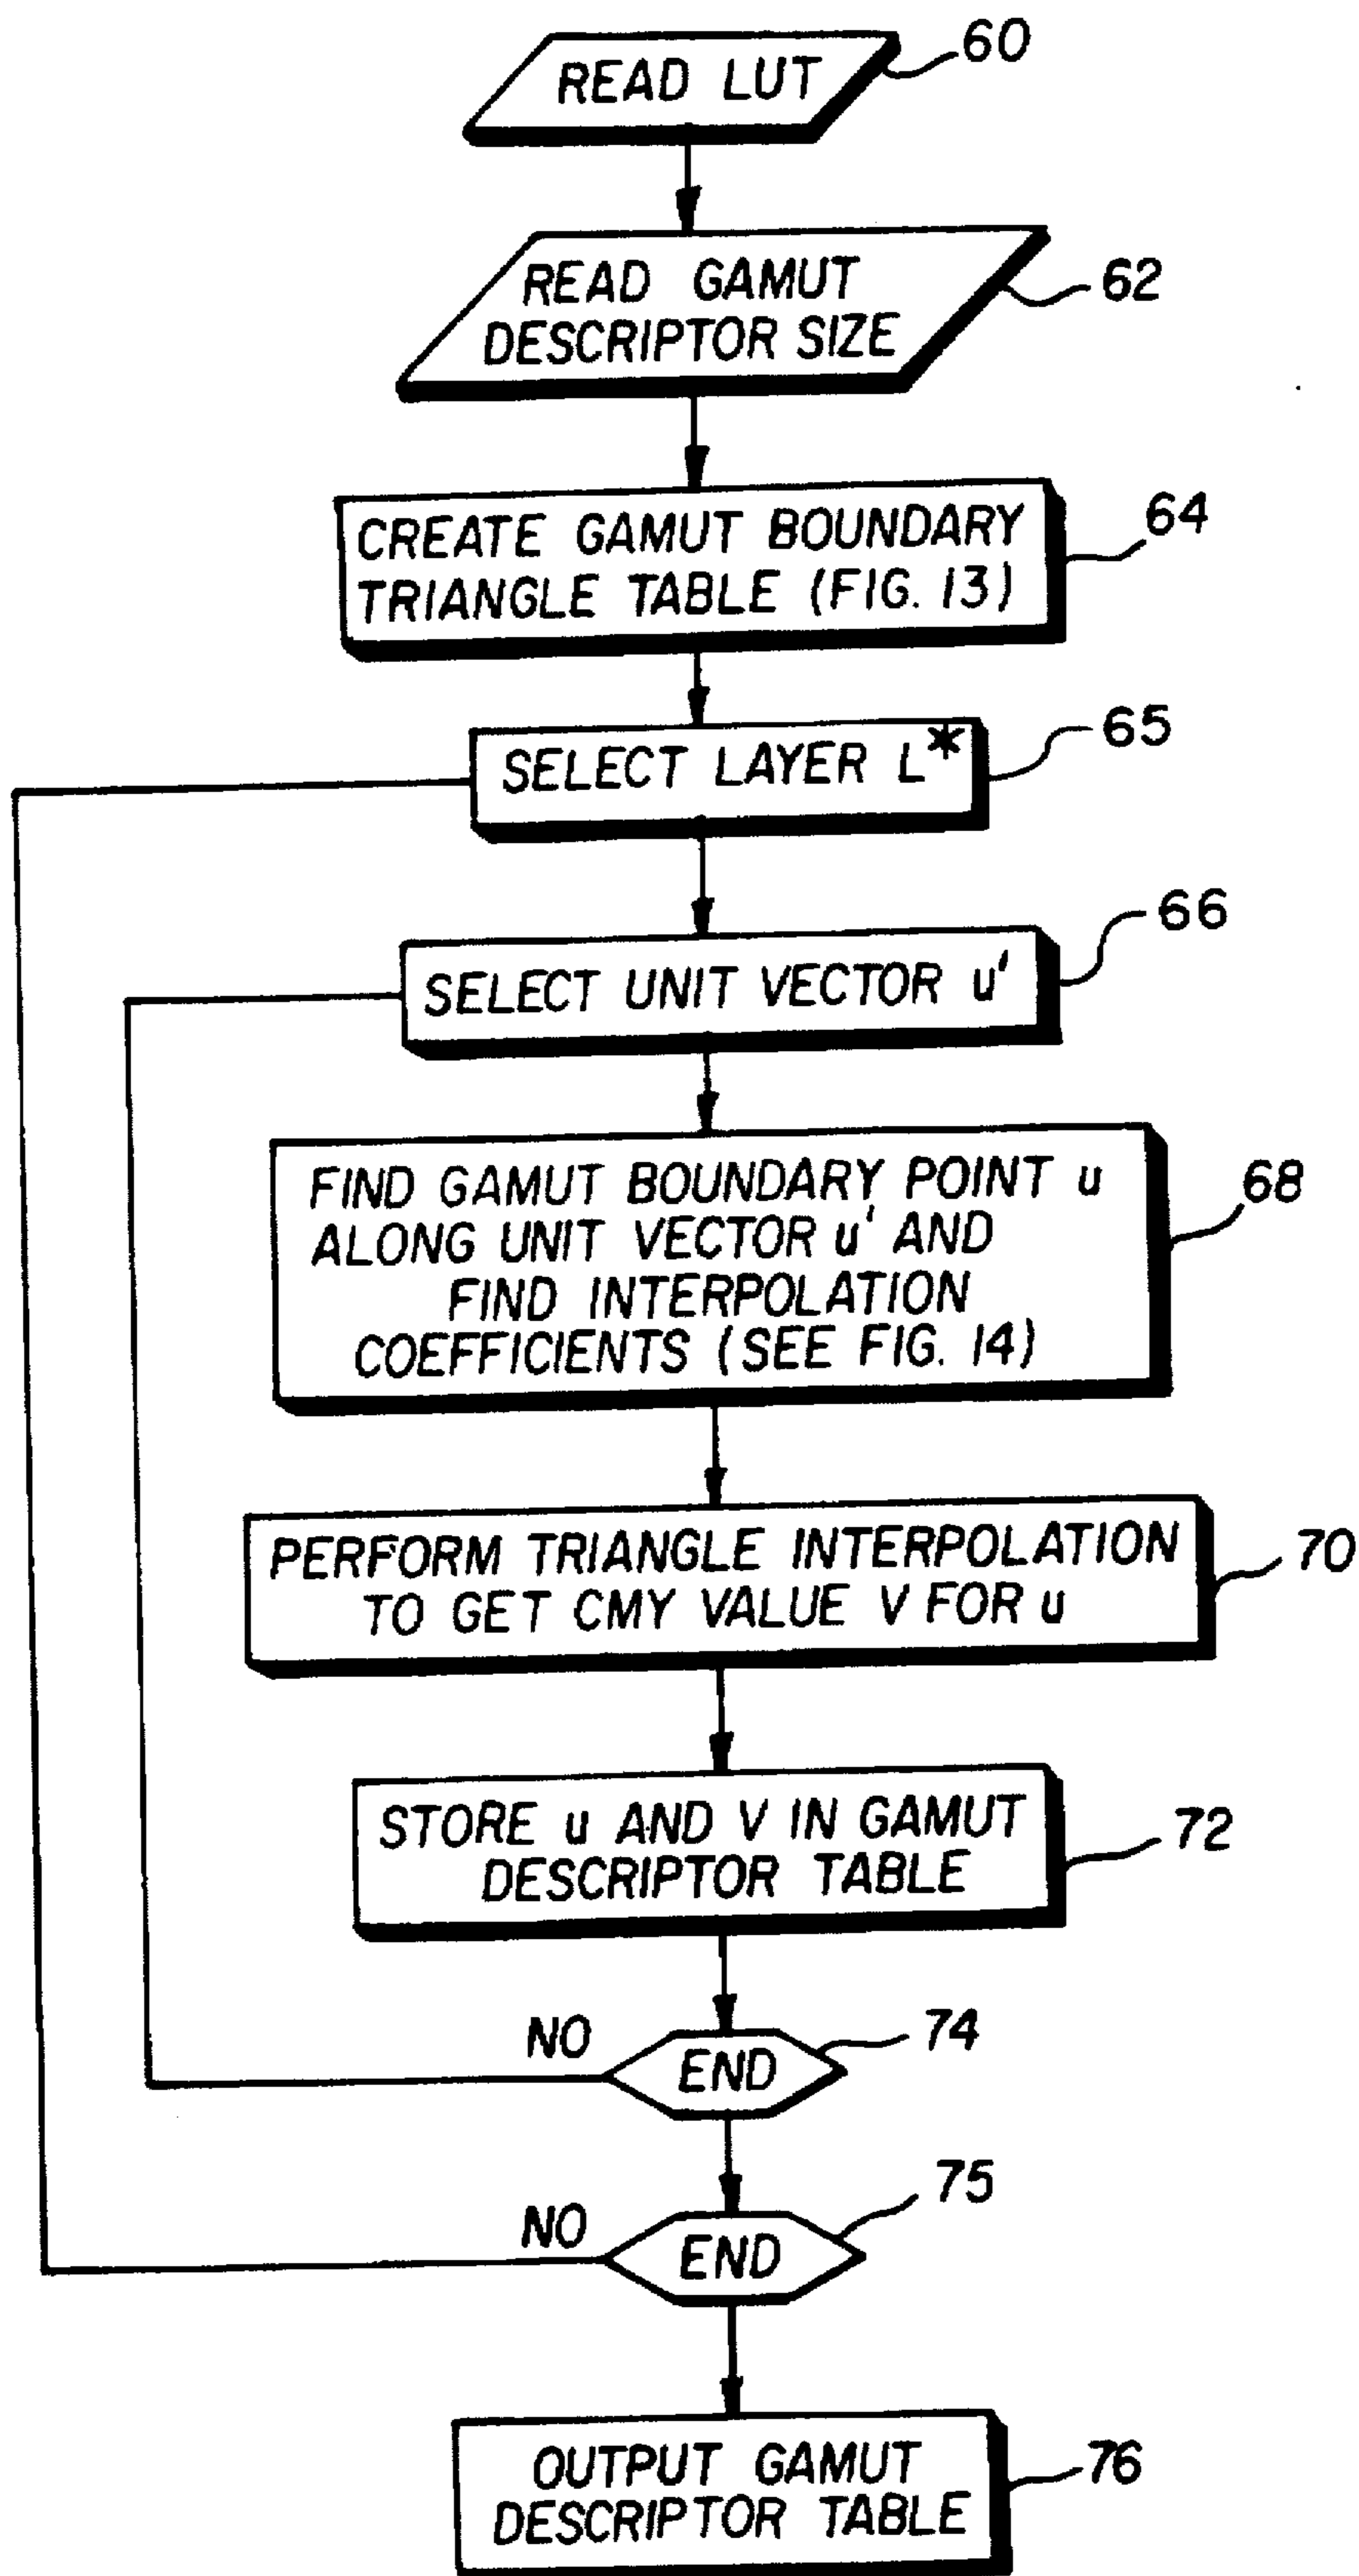 READ LUT
60
READ GAMUT
DESCRIPTOR SIZE
62
CREATE GAMUT BOUNDARY
TRIANGLE TABLE (FIG. 13)
64
SELECT LAYER L*
65
SELECT UNIT VECTOR u'
66
FIND GAMUT BOUNDARY POINT u
ALONG UNIT VECTOR u' AND
FIND INTERPOLATION
COEFFICIENTS (SEE FIG. 14)
68
PERFORM TRIANGLE INTERPOLATION
TO GET CMY VALUE V FOR u
70
STORE u AND V IN GAMUT
DESCRIPTOR TABLE
72
NO
END
74
NO
END
75
OUTPUT GAMUT
DESCRIPTOR TABLE
76